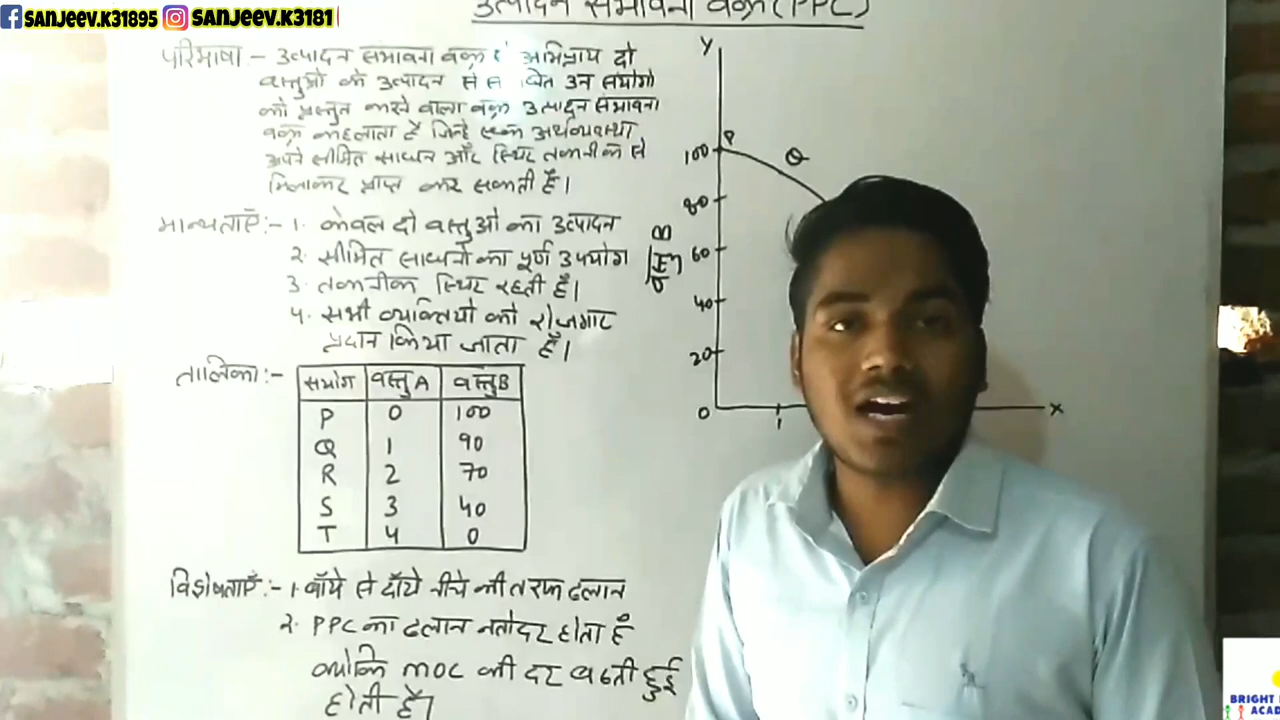 SANJEEV.K31895 SANJEEV.K3181
उत्पादन संभावना वक्र (PPC)
परिभाषा - उत्पादन संभावना वक्र से अभिप्राय दो
वस्तुओं के उत्पादन से उन संयोगो
को प्रस्तुत करने वाला वक्र उत्पादन संभावना
वक्र कहलाता है जिन्हे एक अर्थव्यवस्था
अपने सीमित साधन और स्थिर तकनीक से
मिलाकर प्राप्त कर सकती है।
मान्यताएँ:- 1. केवल दो वस्तुओ का उत्पादन
2. सीमित साधनो का पूर्ण उपयोग
3. तकनीक स्थिर रहती है।
4. सभी व्यक्तियो को रोजगार
प्रदान किया जाता है।
तालिका:-
संयोग वस्तु A वस्तु B
P 0 100
Q 1 90
R 2 70
S 3 40
T 4 0
विशेषताएँ:- 1. बाँये से दाँये नीचे की तरफ ढलान
2. PPC का ढलान नतोदर होता है
क्योकि MOC की दर बढती हुई
होती है।
Y
P
100
Q
80
वस्तु B
60
40
20
0
1
X
BRIGHT
ACAD